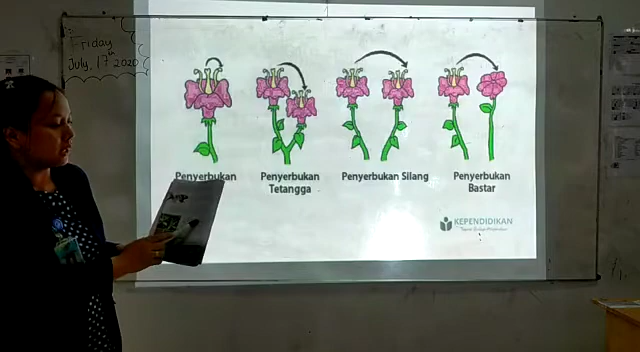 Friday
July, 17 2020
Penyerbukan
Penyerbukan
Tetangga
Penyerbukan Silang
Penyerbukan
Bastar
KEPENDIDIKAN